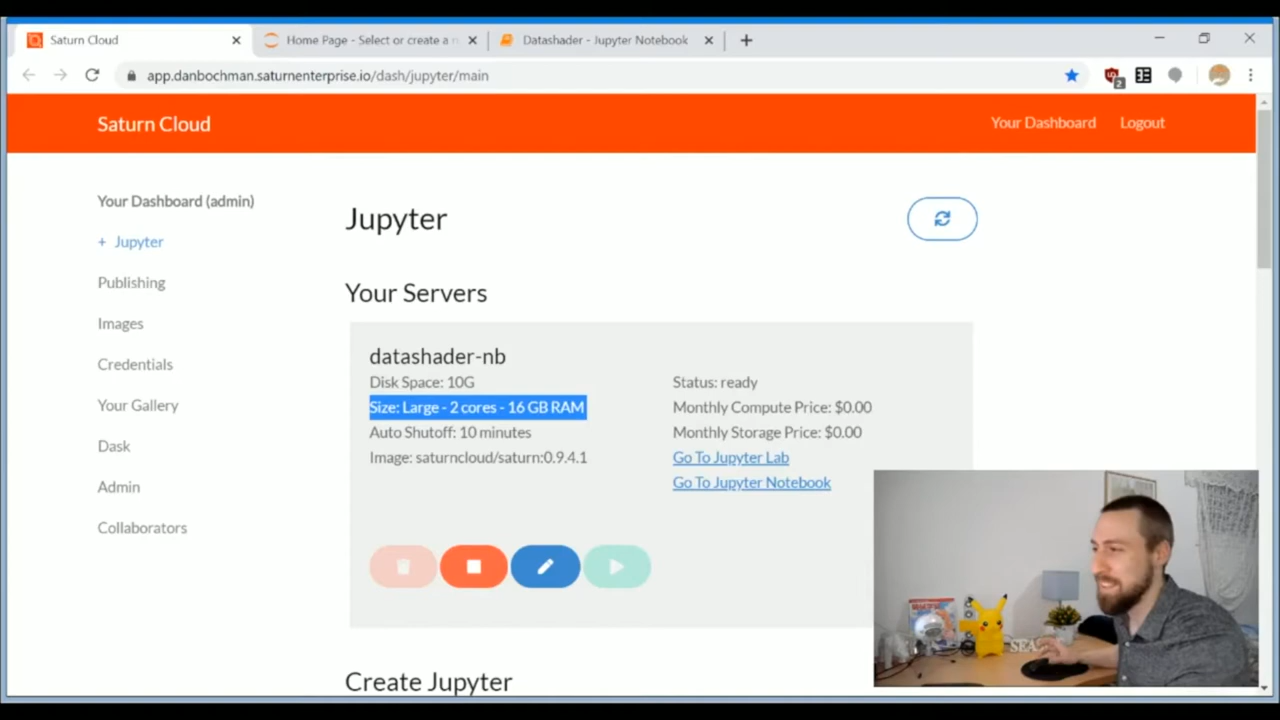 Saturn Cloud
Home Page - Select or create a n
Datashader - Jupyter Notebook
app.danbochman.saturnenterprise.io/dash/jupyter/main
2
Saturn Cloud
Your Dashboard
Logout
Your Dashboard (admin)
+ Jupyter
Publishing
Images
Credentials
Your Gallery
Dask
Admin
Collaborators
Jupyter
Your Servers
datashader-nb
Disk Space: 10G
Size: Large - 2 cores - 16 GB RAM
Auto Shutoff: 10 minutes
Image: saturncloud/saturn:0.9.4.1
Status: ready
Monthly Compute Price: $0.00
Monthly Storage Price: $0.00
Go To Jupyter Lab
Go To Jupyter Notebook
Create Jupyter